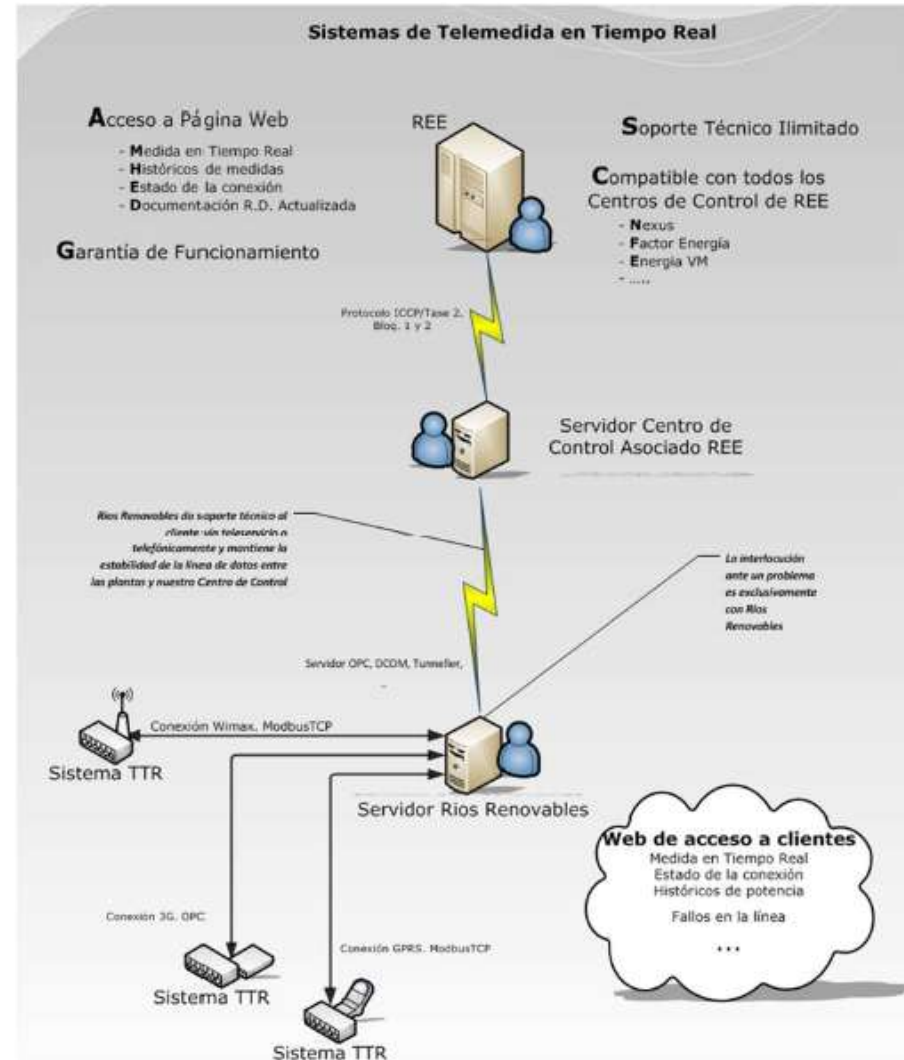 Sistemas de Telemedida en Tiempo Real
Acceso a Página Web
- Medida en Tiempo Real
- Históricos de medidas
- Estado de la conexión
- Documentación R.D. Actualizada
Garantía de Funcionamiento
REE
Soporte Técnico Ilimitado
Compatible con todos los
Centros de Control de REE
- Nexus
- Factor Energía
- Energia VM
- .....
Protocolo ICCP/Tase 2.
Bloq. 1 y 2
Servidor Centro de
Control Asociado REE
Rios Renovables da soporte técnico al
cliente vía teleservicio o
telefónicamente y mantiene la
estabilidad de la línea de datos entre
las plantas y nuestro Centro de Control
La interlocución
ante un problema
es exclusivamente
con Ríos
Renovables
Servidor OPC, DCOM, Tunneller,
Conexión Wimax. ModbusTCP
Sistema TTR
Servidor Rios Renovables
Web de acceso a clientes
Medida en Tiempo Real
Estado de la conexión
Históricos de potencia
Fallos en la línea
...
Conexión 3G. OPC
Conexión GPRS. ModbusTCP
Sistema TTR
Sistema TTR